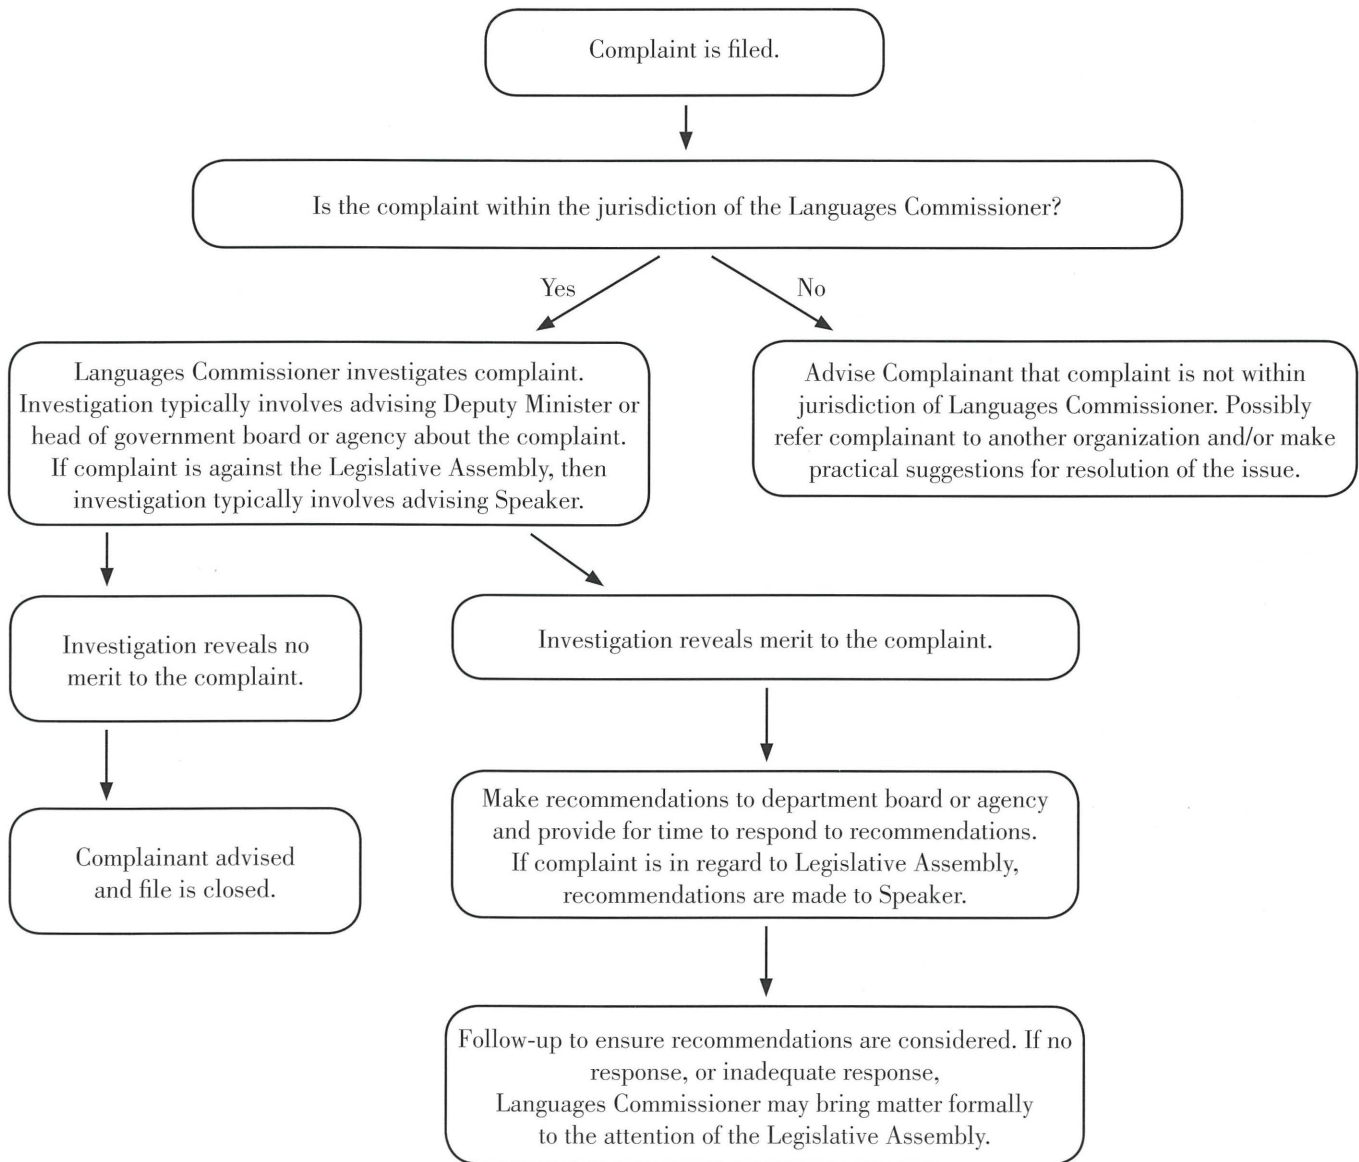 Complaint is filed.
Is the complaint within the jurisdiction of the Languages Commissioner?
Yes
No
Languages Commissioner investigates complaint.
Investigation typically involves advising Deputy Minister or
head of government board or agency about the complaint.
If complaint is against the Legislative Assembly, then
investigation typically involves advising Speaker.
Advise Complainant that complaint is not within
jurisdiction of Languages Commissioner. Possibly
refer complainant to another organization and/or make
practical suggestions for resolution of the issue.
Investigation reveals no
merit to the complaint.
Investigation reveals merit to the complaint.
Complainant advised
and file is closed.
Make recommendations to department board or agency
and provide for time to respond to recommendations.
If complaint is in regard to Legislative Assembly,
recommendations are made to Speaker.
Follow-up to ensure recommendations are considered. If no
response, or inadequate response,
Languages Commissioner may bring matter formally
to the attention of the Legislative Assembly.